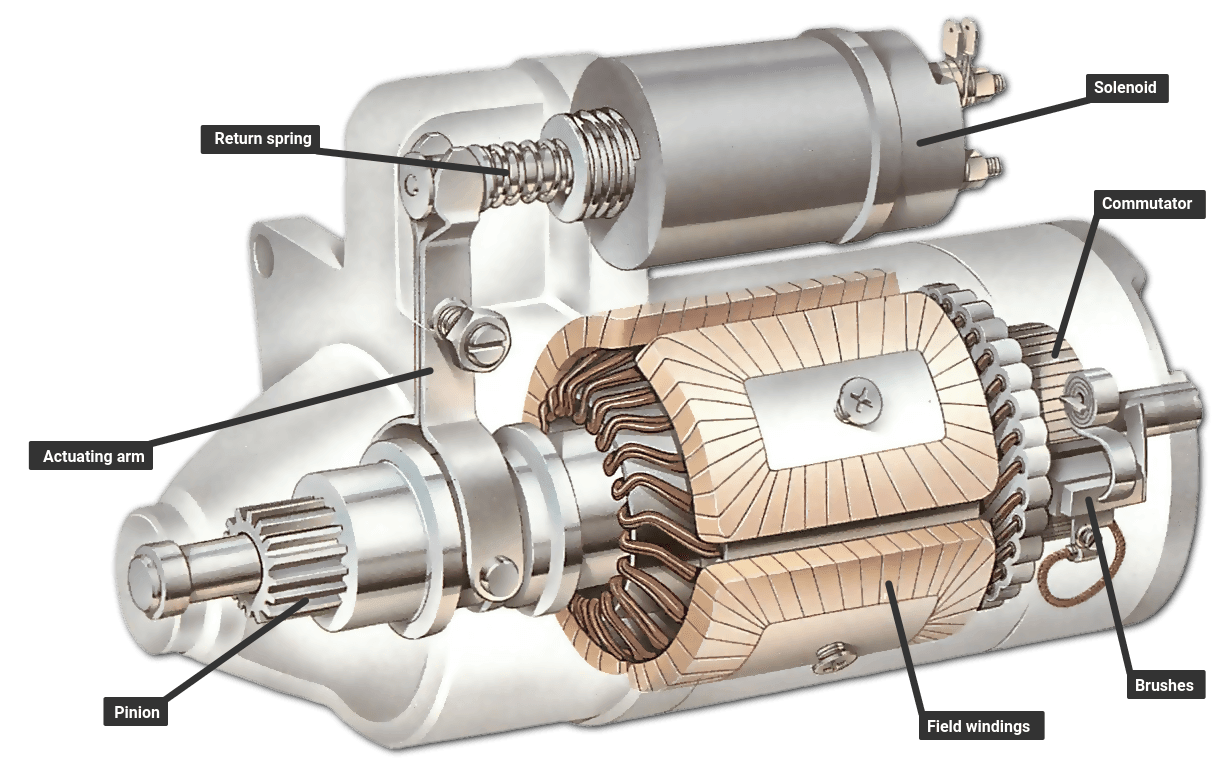 Solenoid
Return spring
Commutator
Actuating arm
Brushes
Pinion
Field windings